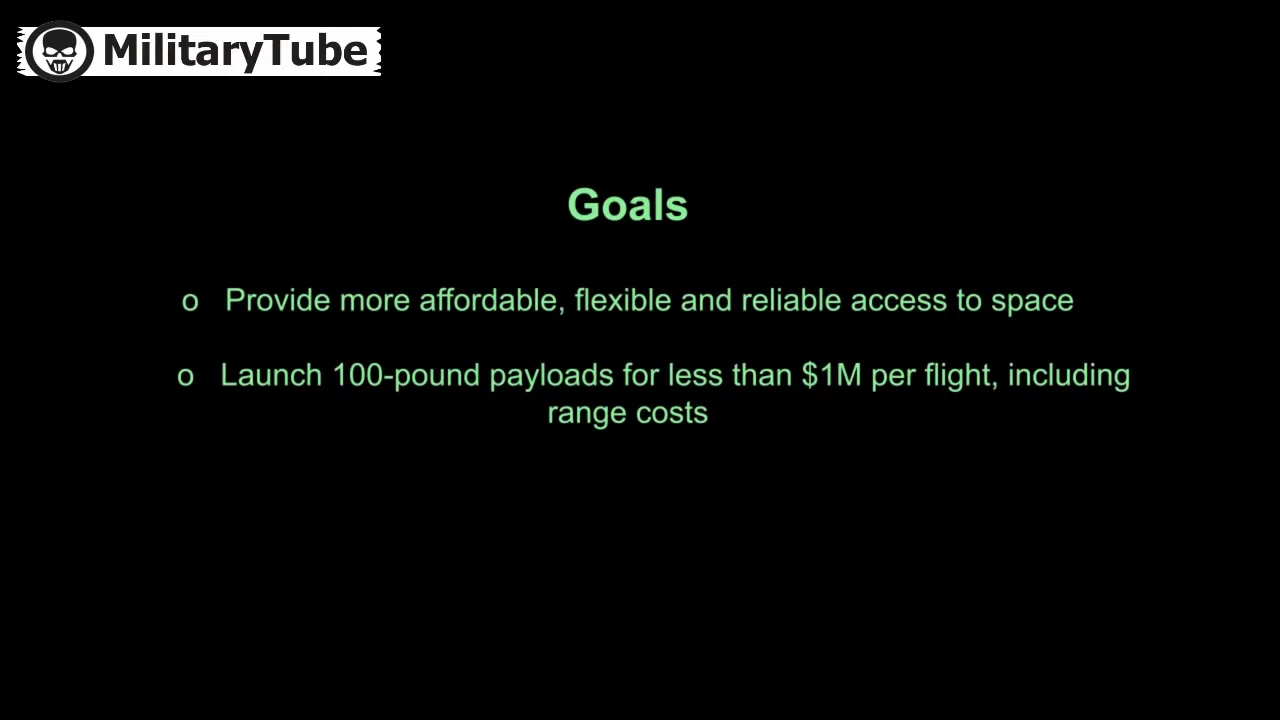 MilitaryTube
Goals
o Provide more affordable, flexible and reliable access to space
o Launch 100-pound payloads for less than $1M per flight, including
range costs